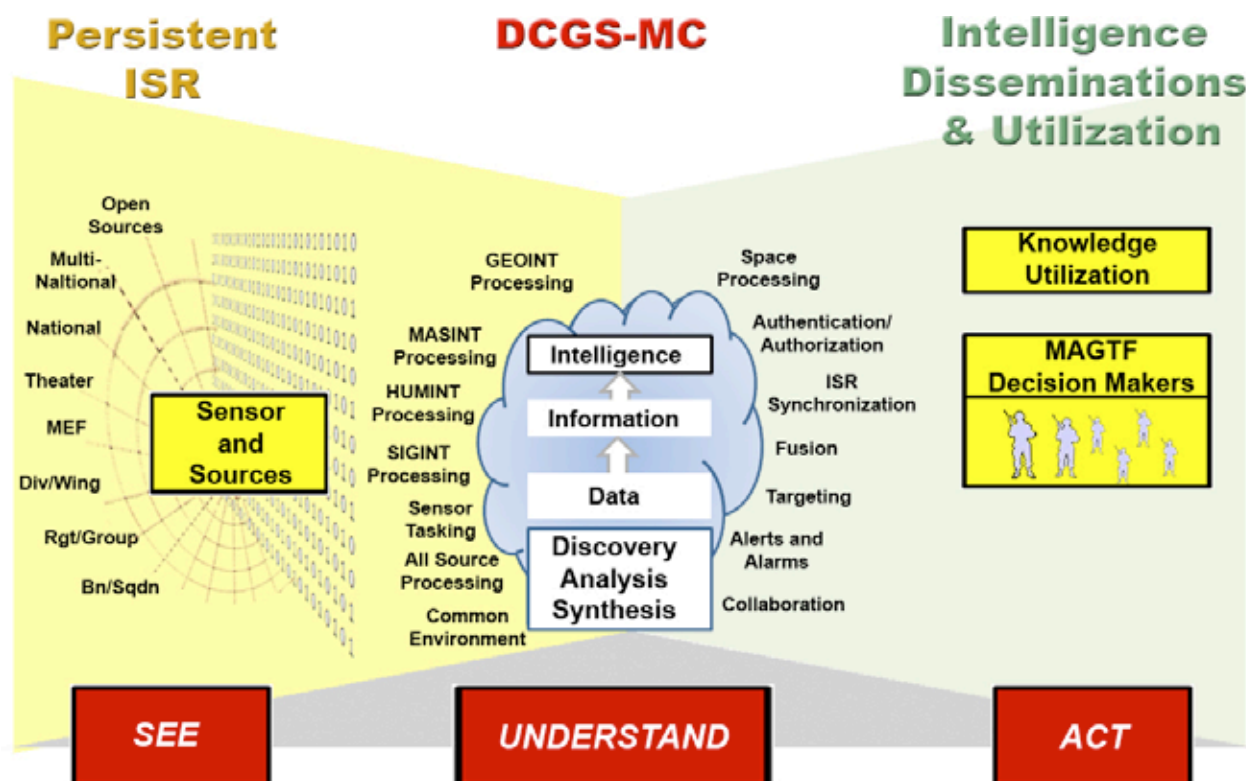 Persistent
ISR
DCGS-MC
Intelligence
Disseminations
& Utilization
Open
Sources
Multi-
Naltional
National
Theater
MEF
Div/Wing
Rgt/Group
Bn/Sqdn
Sensor
and
Sources
GEOINT
Processing
MASINT
Processing
HUMINT
Processing
SIGINT
Processing
Sensor
Tasking
All Source
Processing
Common
Environment
Intelligence
Information
Data
Discovery
Analysis
Synthesis
Space
Processing
Authentication/
Authorization
ISR
Synchronization
Fusion
Targeting
Alerts and
Alarms
Collaboration
Knowledge
Utilization
MAGTF
Decision Makers
SEE
UNDERSTAND
ACT